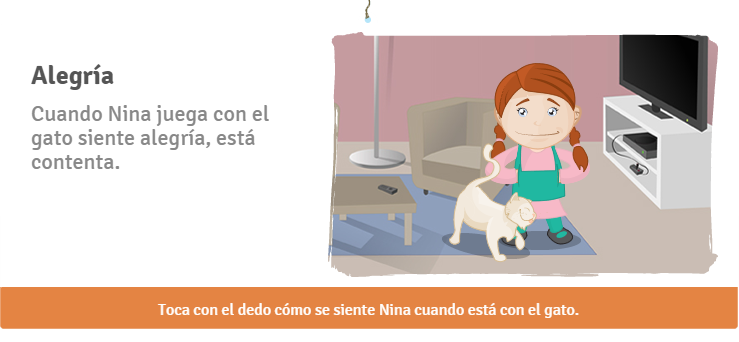 Alegría
Cuando Nina juega con el
gato siente alegría, está
contenta.
Toca con el dedo cómo se siente Nina cuando está con el gato.